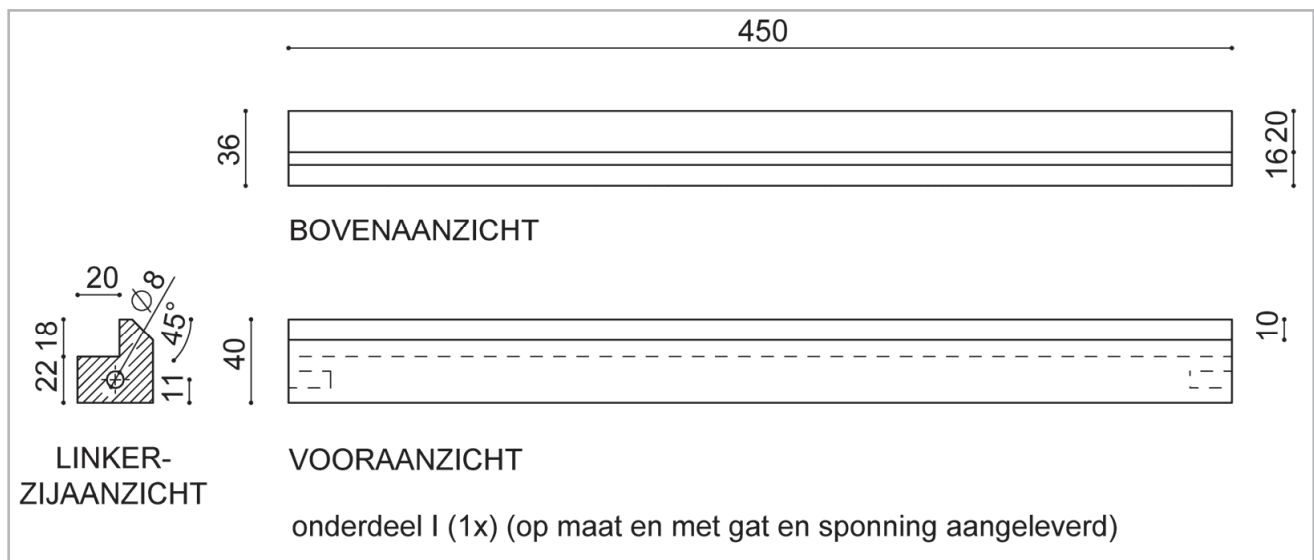 450
36
20
16
BOVENAANZICHT
20
Ø 8
45°
18
22
11
40
10
LINKER-
ZIJAANZICHT
VOORAANZICHT
onderdeel I (1x) (op maat en met gat en sponning aangeleverd)